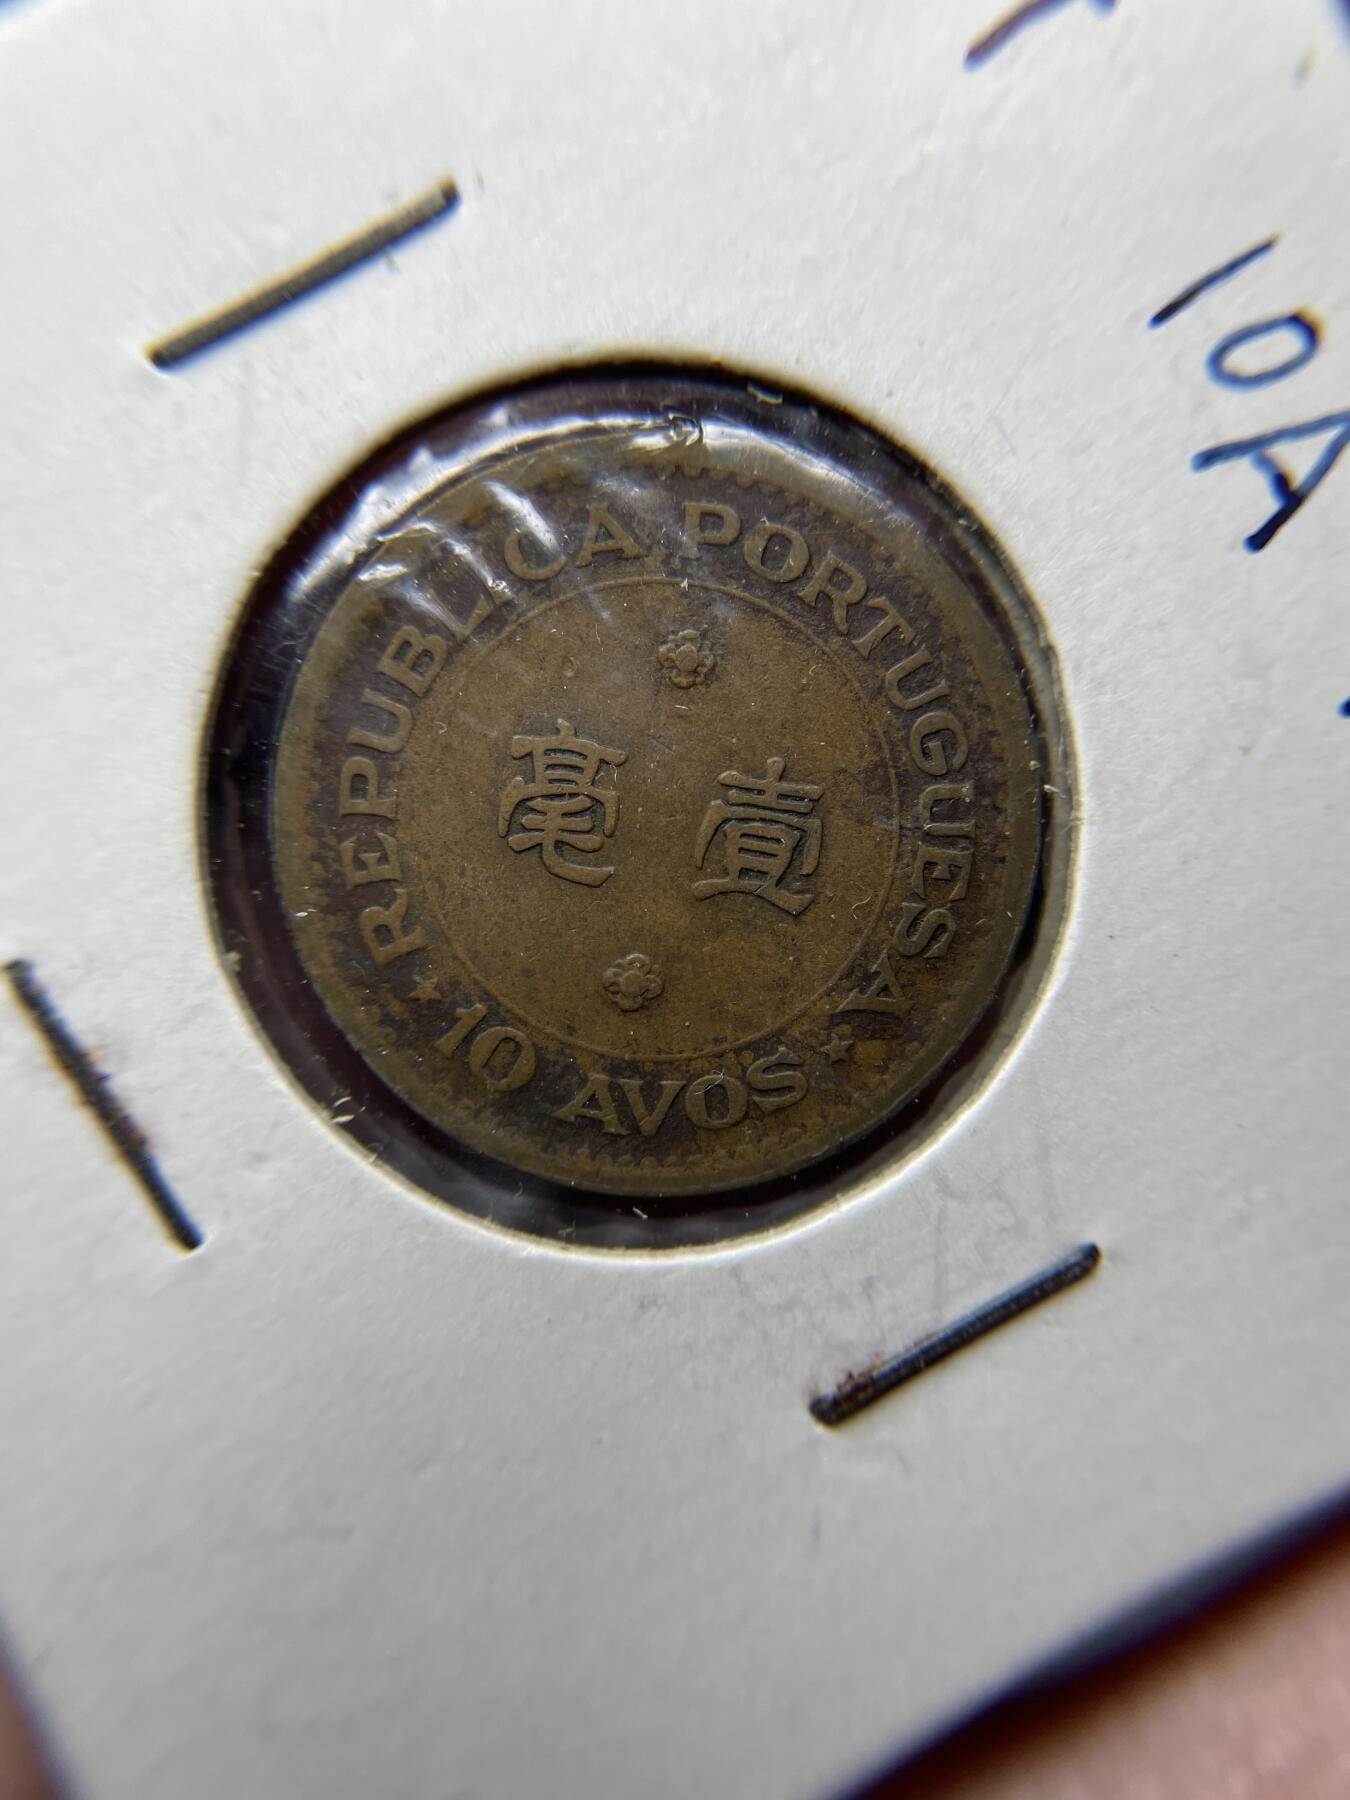 REPUBLICA PORTUGUESA
毫壹
★ 10 AVOS ★
10A